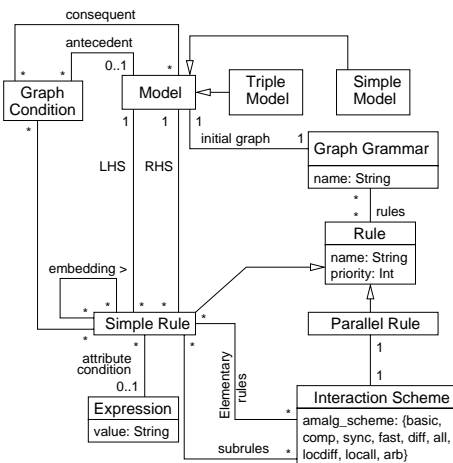 consequent
antecedent
* * 0..1 *
Graph
Condition
Model
Triple
Model
Simple
Model
* 1 1 1
initial graph 1
LHS RHS
Graph Grammar
name: String
*
* rules
Rule
name: String
priority: Int
embedding >
* * * *
* Simple Rule *
Parallel Rule
* * *
attribute
condition
0..1
Elementary
rules
1
1
Expression
value: String
Interaction Scheme
amalg_scheme: {basic,
comp, sync, fast, diff, all,
locdiff, locall, arb}
*
subrules *